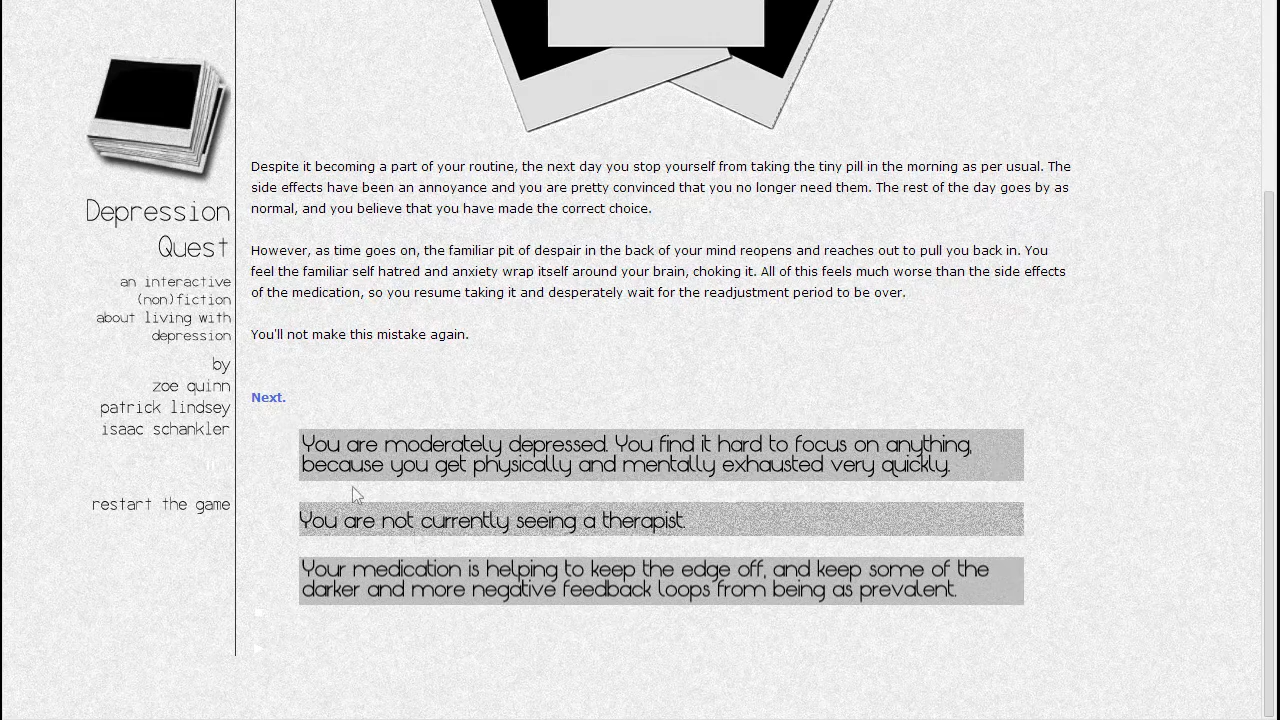 Depression
Quest
an interactive
(non)fiction
about living with
depression
by
zoe quinn
patrick lindsey
isaac schankler
restart the game
Despite it becoming a part of your routine, the next day you stop yourself from taking the tiny pill in the morning as per usual. The
side effects have been an annoyance and you are pretty convinced that you no longer need them. The rest of the day goes by as
normal, and you believe that you have made the correct choice.
However, as time goes on, the familiar pit of despair in the back of your mind reopens and reaches out to pull you back in. You
feel the familiar self hatred and anxiety wrap itself around your brain, choking it. All of this feels much worse than the side effects
of the medication, so you resume taking it and desperately wait for the readjustment period to be over.
You'll not make this mistake again.
Next.
You are moderately depressed. You find it hard to focus on anything,
because you get physically and mentally exhausted very quickly.
You are not currently seeing a therapist.
Your medication is helping to keep the edge off, and keep some of the
darker and more negative feedback loops from being as prevalent.